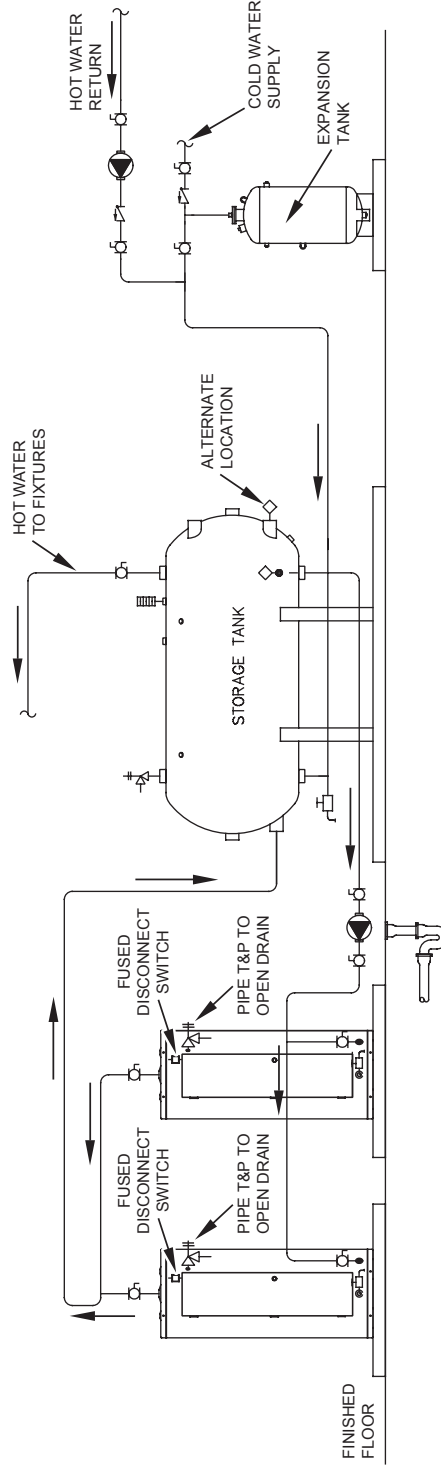 HOT WATER
RETURN
COLD WATER
SUPPLY
EXPANSION
TANK
HOT WATER
TO FIXTURES
ALTERNATE
LOCATION
STORAGE TANK
FUSED
DISCONNECT
SWITCH
PIPE T&P TO
OPEN DRAIN
FUSED
DISCONNECT
SWITCH
PIPE T&P TO
OPEN DRAIN
FINISHED
FLOOR